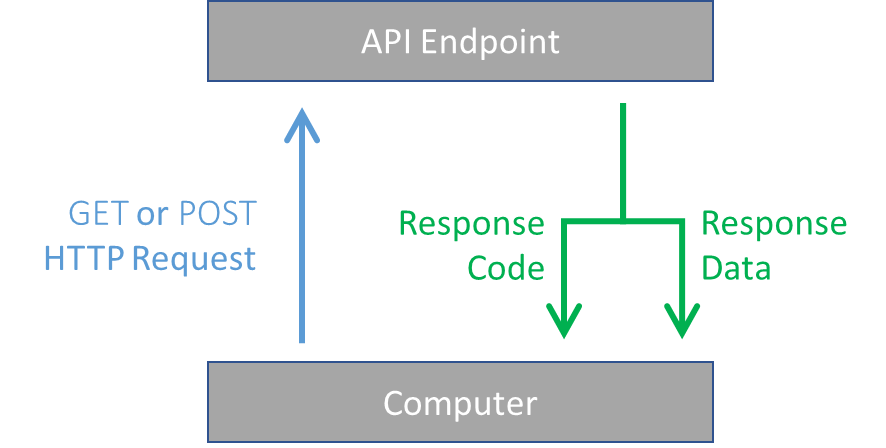 API Endpoint
GET or POST
HTTP Request
Response
Code
Response
Data
Computer